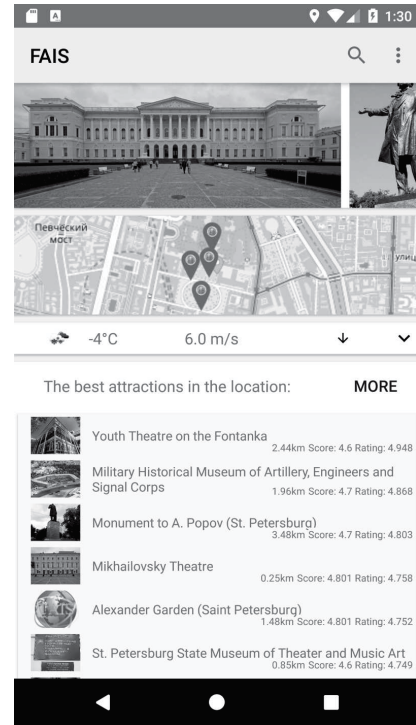 1:30
FAIS
Певческий
мост
улиц
-4°C 6.0 m/s
The best attractions in the location: MORE
Youth Theatre on the Fontanka
2.44km Score: 4.6 Rating: 4.948
Military Historical Museum of Artillery, Engineers and
Signal Corps
1.96km Score: 4.7 Rating: 4.868
Monument to A. Popov (St. Petersburg)
3.48km Score: 4.7 Rating: 4.803
Mikhailovsky Theatre
0.25km Score: 4.801 Rating: 4.758
Alexander Garden (Saint Petersburg)
1.48km Score: 4.801 Rating: 4.752
St. Petersburg State Museum of Theater and Music Art
0.85km Score: 4.6 Rating: 4.749